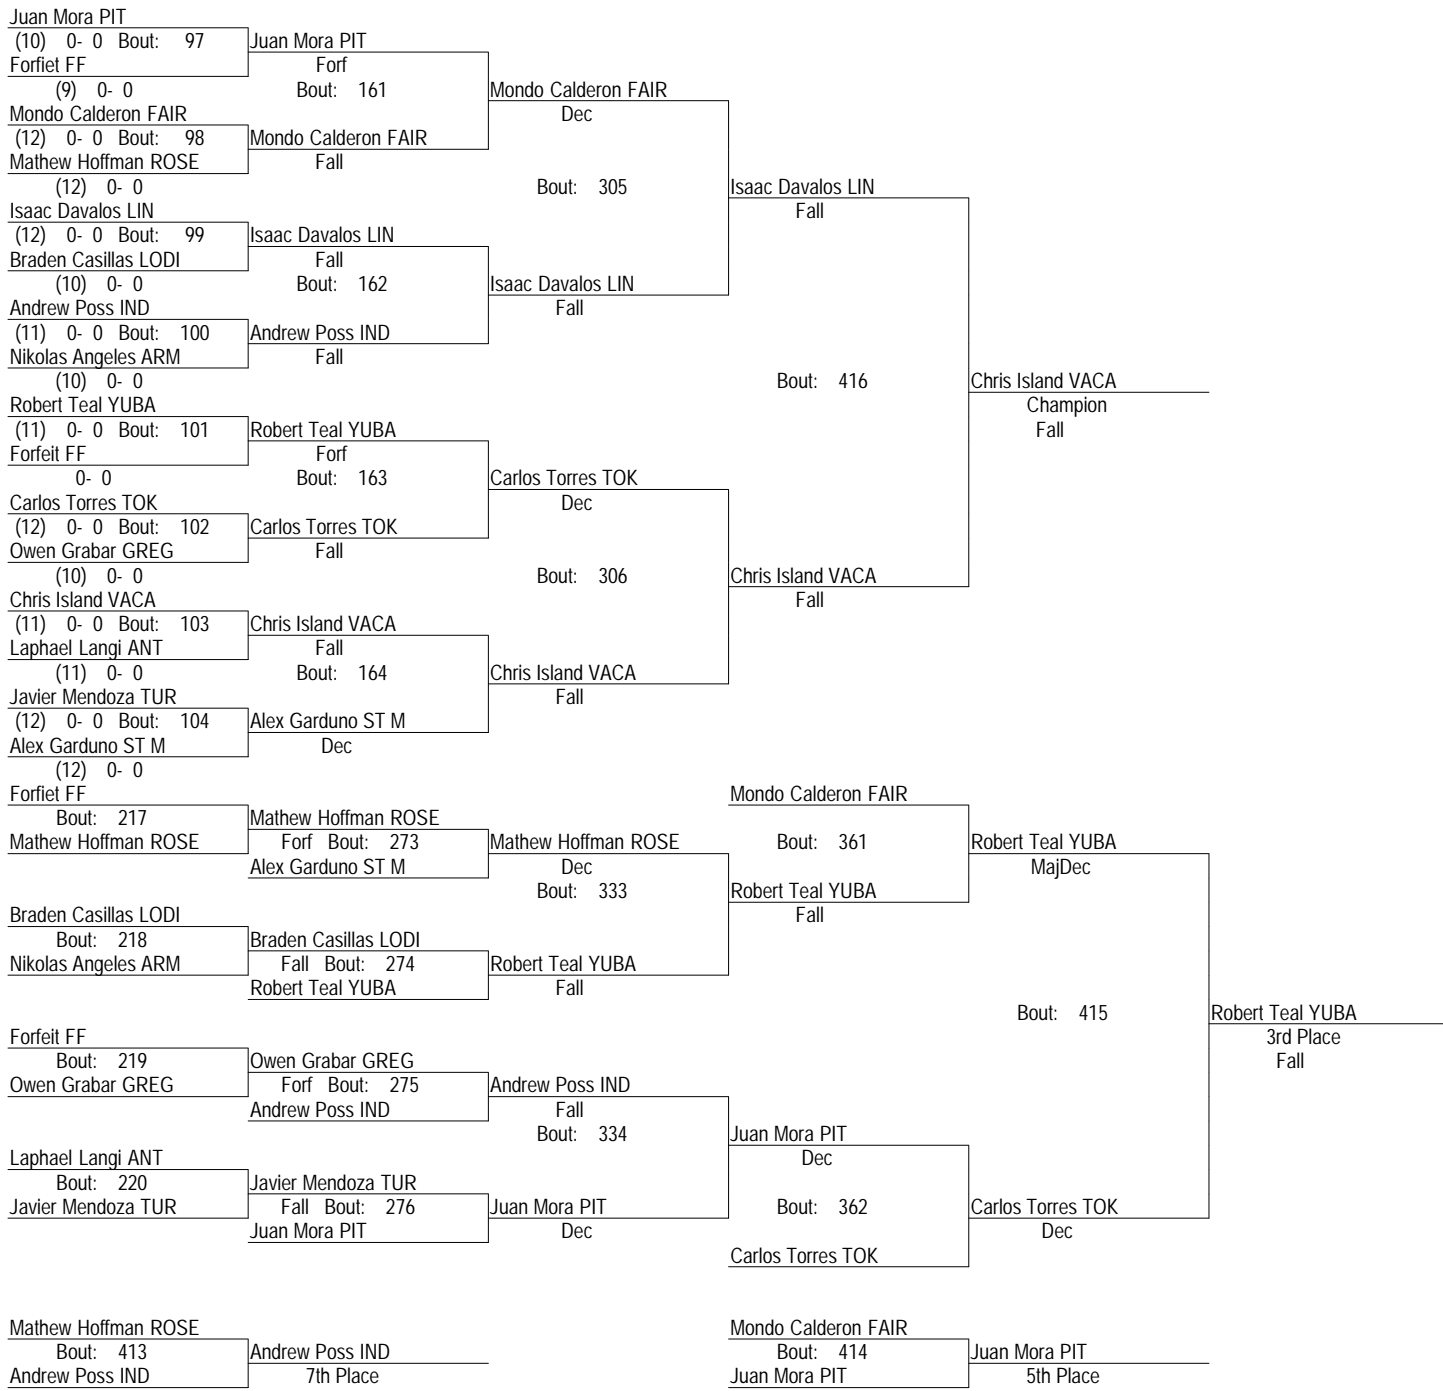 Juan Mora PIT
(10) 0- 0 Bout: 97 Juan Mora PIT
Forfiet FF Forf
(9) 0- 0 Bout: 161 Mondo Calderon FAIR
Mondo Calderon FAIR Dec
(12) 0- 0 Bout: 98 Mondo Calderon FAIR
Mathew Hoffman ROSE Fall
(12) 0- 0 Bout: 305 Isaac Davalos LIN
Isaac Davalos LIN Fall
(12) 0- 0 Bout: 99 Isaac Davalos LIN
Braden Casillas LODI Fall
(10) 0- 0 Bout: 162 Isaac Davalos LIN
Andrew Poss IND Fall
(11) 0- 0 Bout: 100 Andrew Poss IND
Nikolas Angeles ARM Fall
(10) 0- 0 Bout: 416 Chris Island VACA
Robert Teal YUBA Champion
(11) 0- 0 Bout: 101 Robert Teal YUBA Fall
Forfeit FF Forf
0- 0 Bout: 163 Carlos Torres TOK
Carlos Torres TOK Dec
(12) 0- 0 Bout: 102 Carlos Torres TOK
Owen Grabar GREG Fall
(10) 0- 0 Bout: 306 Chris Island VACA
Chris Island VACA Fall
(11) 0- 0 Bout: 103 Chris Island VACA
Laphael Langi ANT Fall
(11) 0- 0 Bout: 164 Chris Island VACA
Javier Mendoza TUR Fall
(12) 0- 0 Bout: 104 Alex Garduno ST M
Alex Garduno ST M Dec
(12) 0- 0
Forfiet FF Mondo Calderon FAIR
Bout: 217 Mathew Hoffman ROSE
Mathew Hoffman ROSE Forf Bout: 273 Mathew Hoffman ROSE Bout: 361 Robert Teal YUBA
Alex Garduno ST M Dec MajDec
Bout: 333 Robert Teal YUBA
Braden Casillas LODI Fall
Bout: 218 Braden Casillas LODI
Nikolas Angeles ARM Fall Bout: 274 Robert Teal YUBA
Robert Teal YUBA Fall
Bout: 415 Robert Teal YUBA
Forfeit FF 3rd Place
Bout: 219 Owen Grabar GREG Fall
Owen Grabar GREG Forf Bout: 275 Andrew Poss IND
Andrew Poss IND Fall
Bout: 334 Juan Mora PIT
Laphael Langi ANT Dec
Bout: 220 Javier Mendoza TUR
Javier Mendoza TUR Fall Bout: 276 Juan Mora PIT Bout: 362 Carlos Torres TOK
Juan Mora PIT Dec Dec
Carlos Torres TOK
Mathew Hoffman ROSE Mondo Calderon FAIR
Bout: 413 Andrew Poss IND Bout: 414 Juan Mora PIT
Andrew Poss IND 7th Place Juan Mora PIT 5th Place